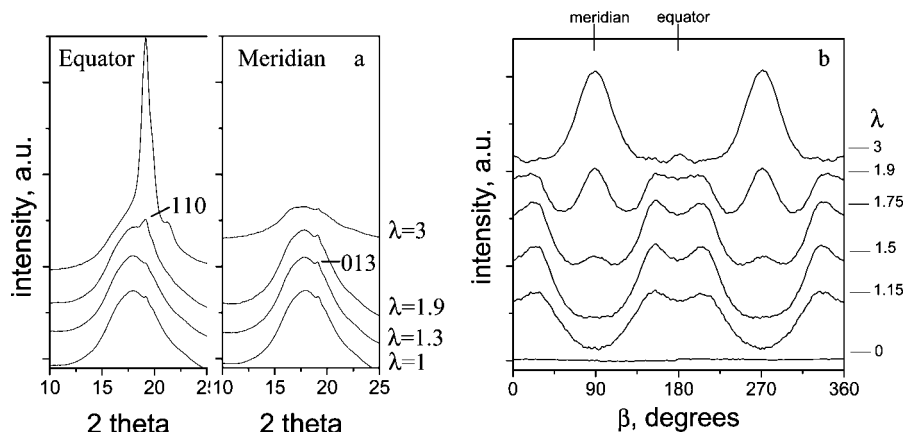 meridian equator
Equator
Meridian a
b
110
013
λ=3
λ=1.9
λ=1.3
λ=1
intensity, a.u.
10 15 20 25
10 15 20 25
2 theta
2 theta
intensity, a.u.
λ
3
1.9
1.75
1.5
1.15
0
0 90 180 270 360
β, degrees